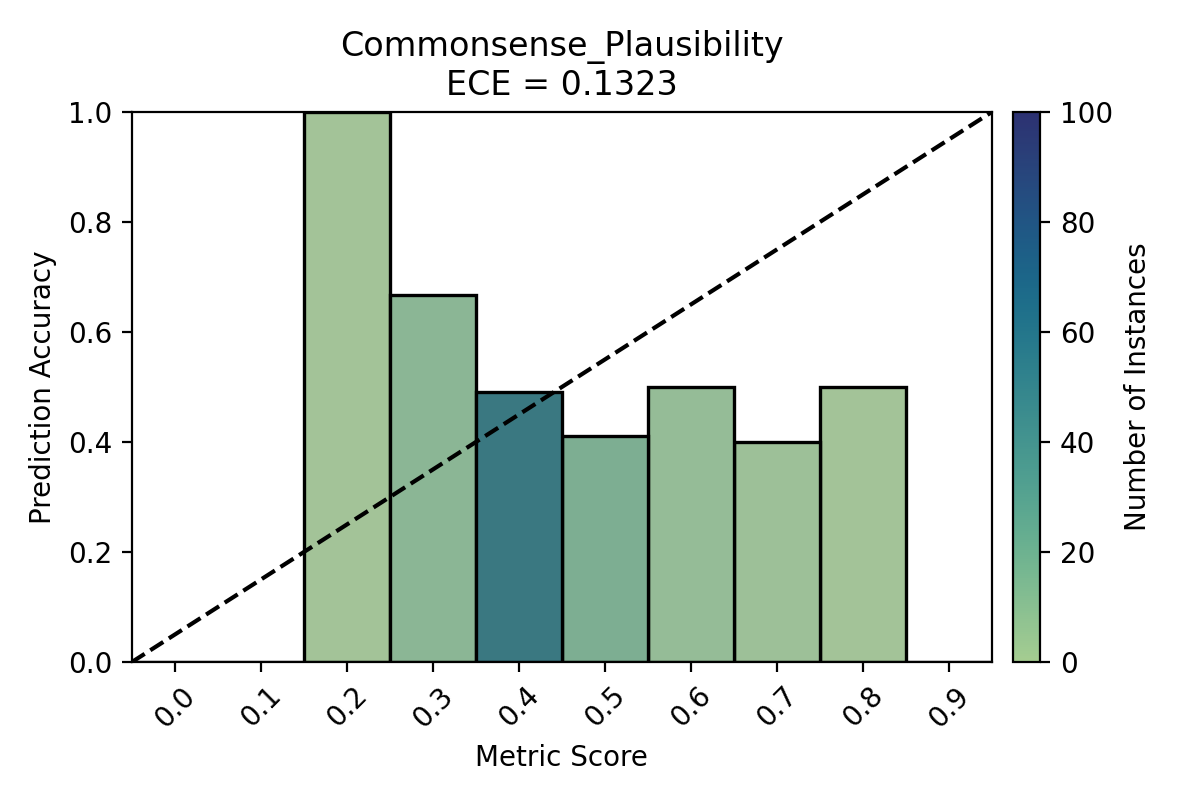 Commonsense_Plausibility
ECE = 0.1323
1.0
0.8
0.6
0.4
0.2
0.0
Prediction Accuracy
0.0 0.1 0.2 0.3 0.4 0.5 0.6 0.7 0.8 0.9
Metric Score
100
80
60
40
20
0
Number of Instances